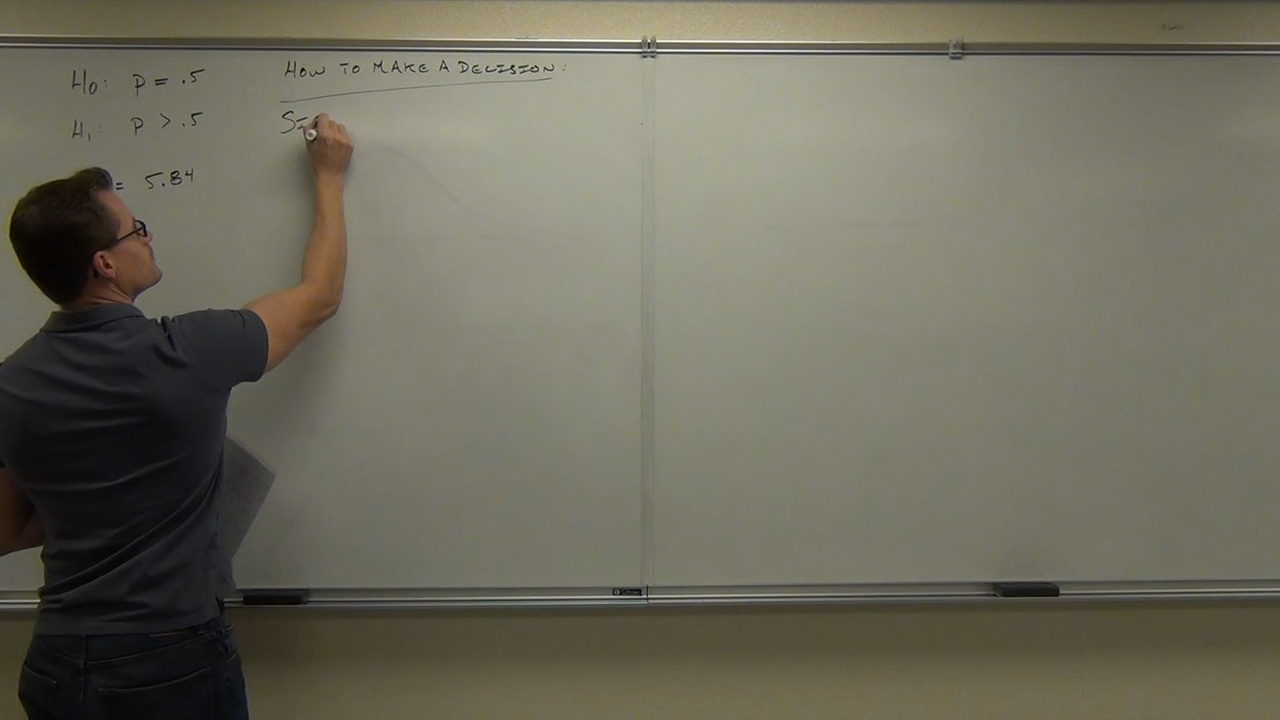 H0: p = .5
HOW TO MAKE A DECISION:
H1: p > .5
= 5.84